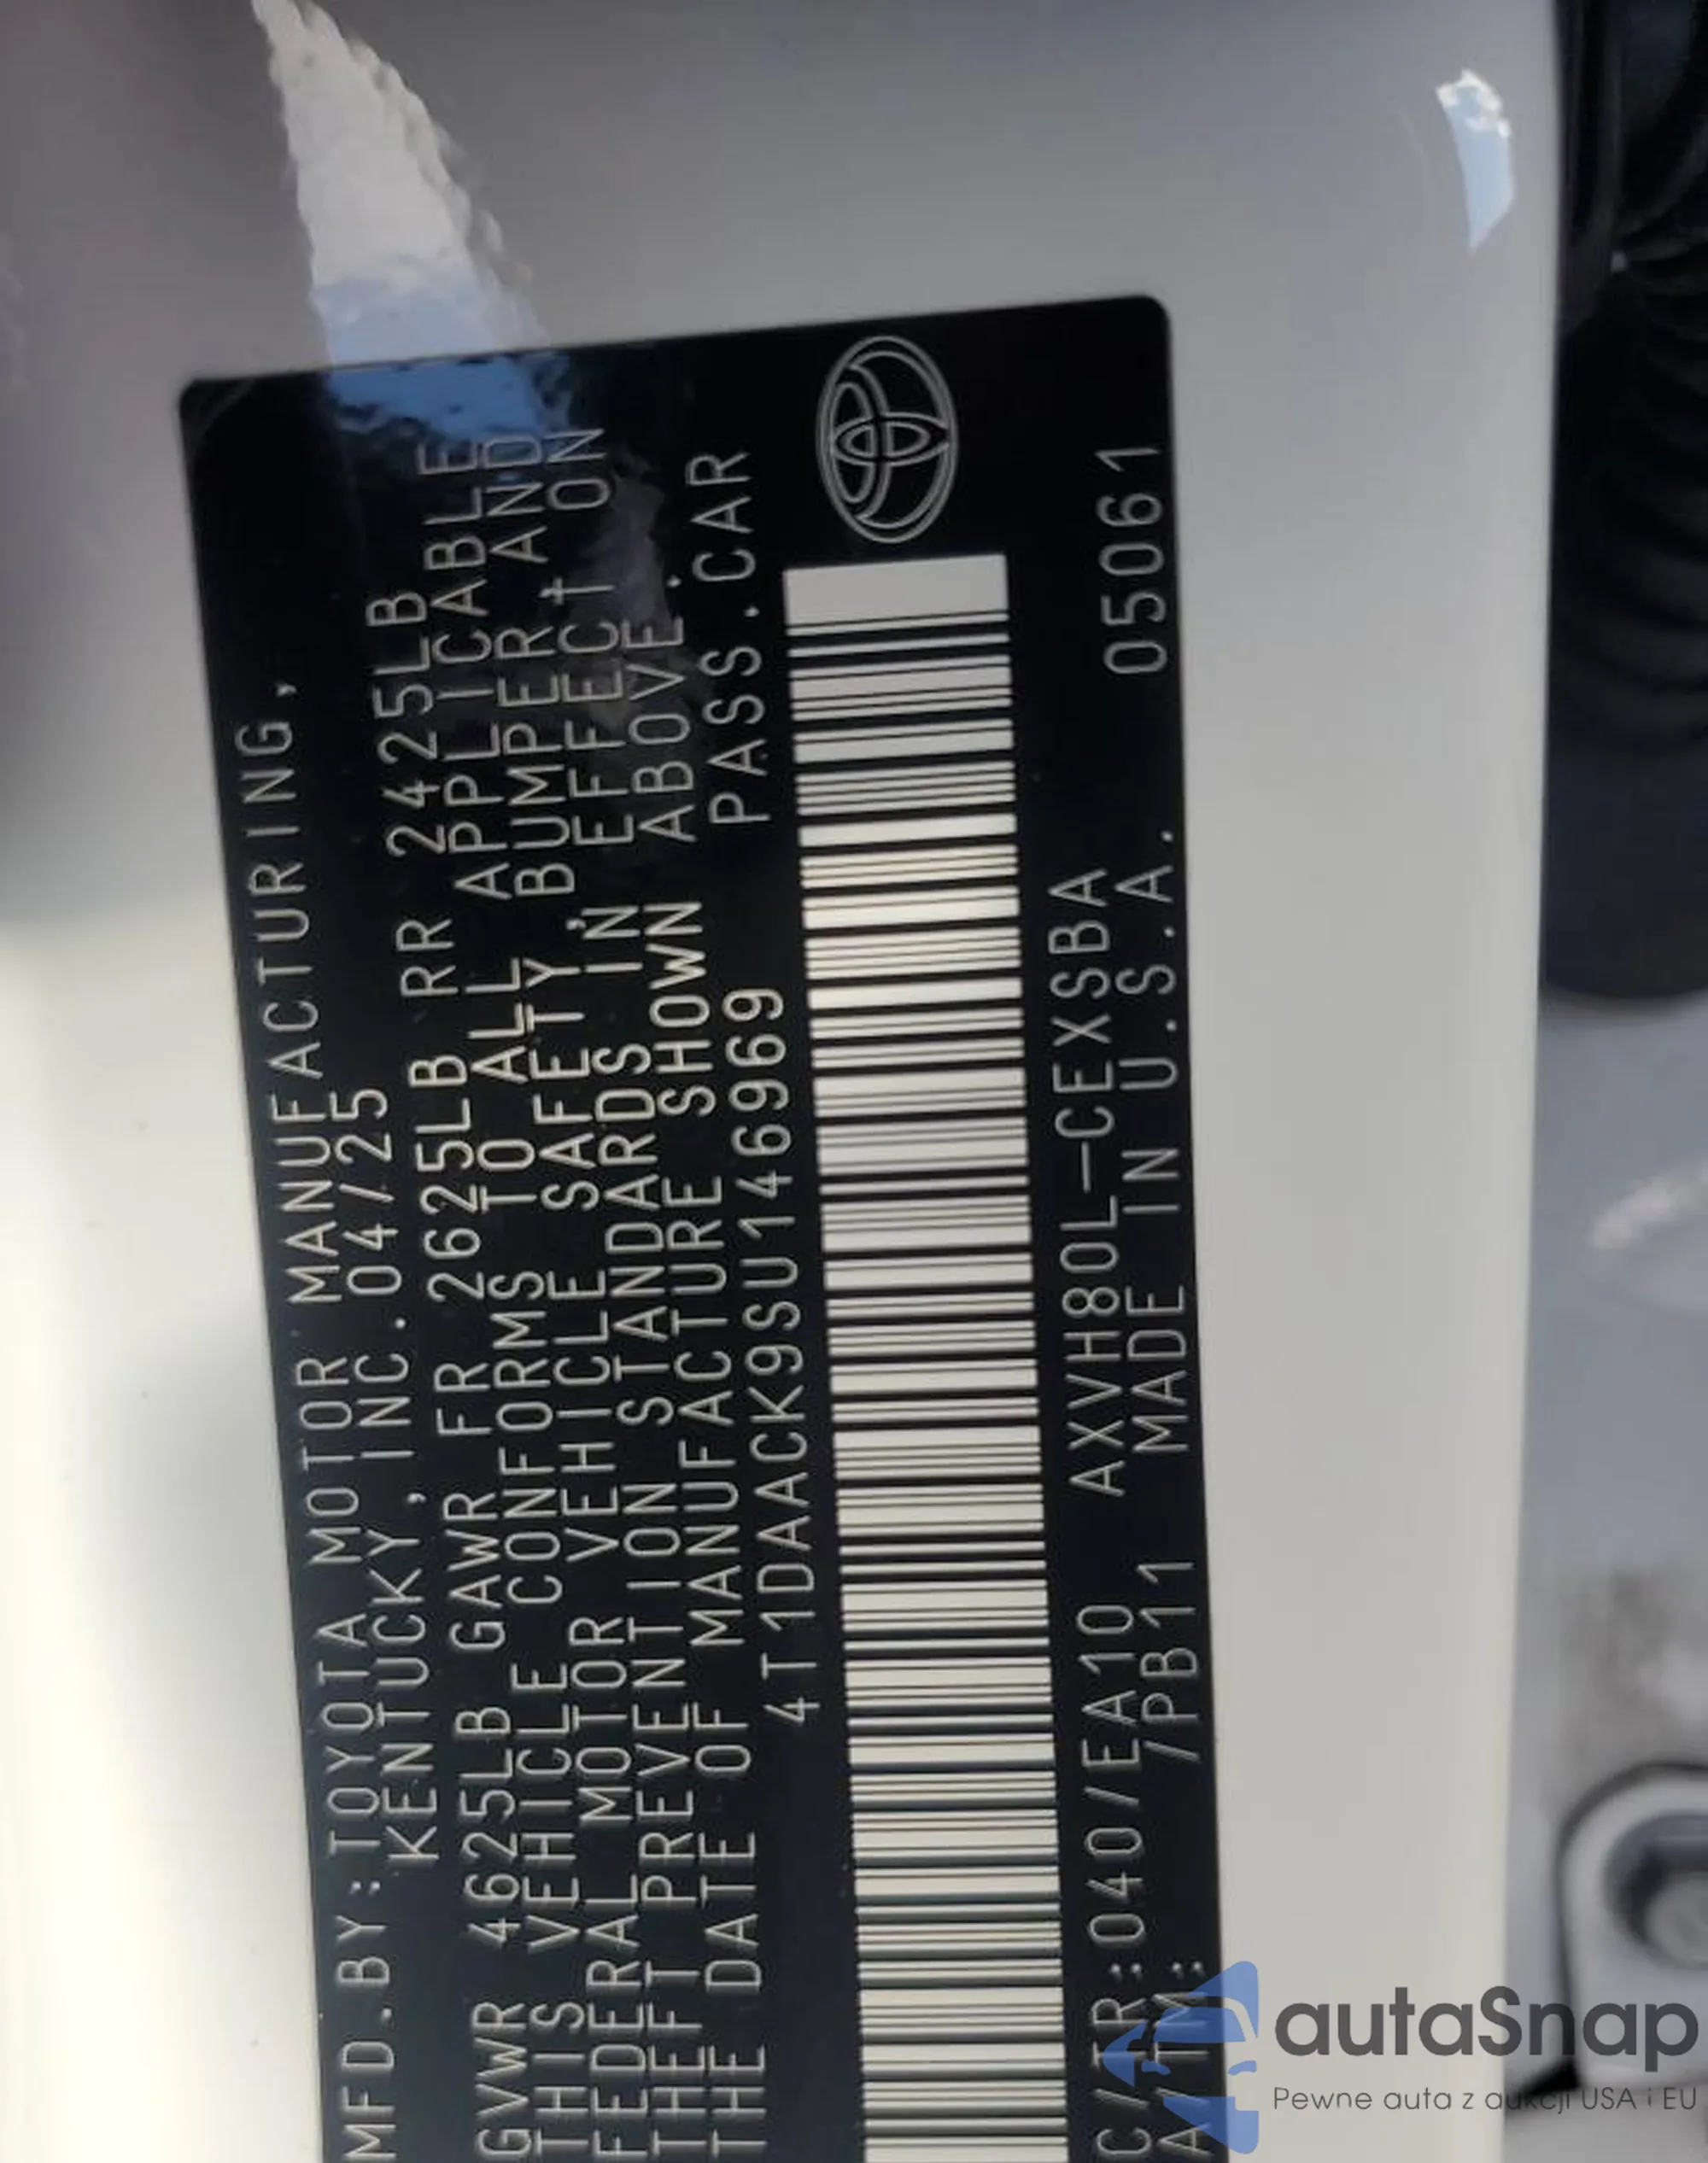 MFD.BY:TOYOTA MOTOR MANUFACTURING,
KENTUCKY, INC.04/25
GVWR 4625LB GAWR FR 2625LB RR 2425LB
THIS VEHICLE CONFORMS TO ALL APPLICABLE
FEDERAL MOTOR VEHICLE SAFETY, BUMPER, AND
THEFT PREVENTION STANDARDS IN EFFECT ON
THE DATE OF MANUFACTURE SHOWN ABOVE.
4T1DAACK9SU146969 PASS.CAR
C/TR:040/EA10 AXVH80L-CEXSBA 05061
A/TM: /PB11 MADE IN U.S.A.
autaSnap
Pewne auta z aukcji USA i EU